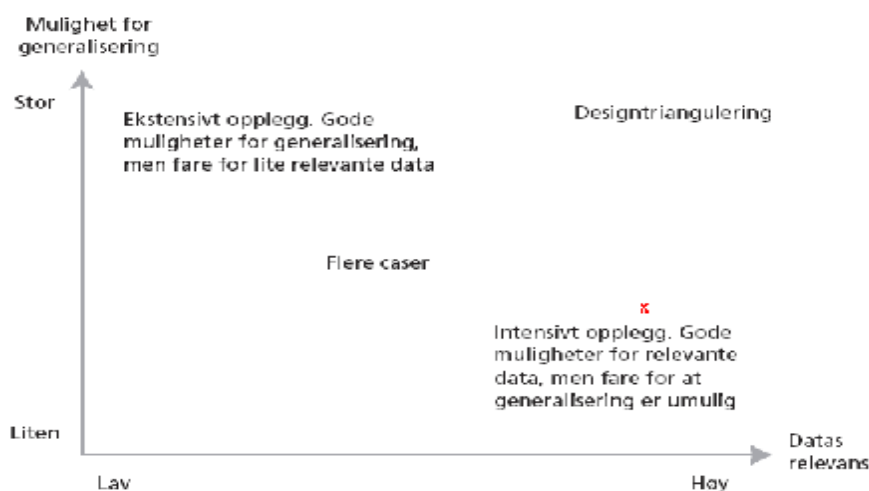 Mulighet for
generalisering
Stor
Ekstensivt opplegg. Gode
muligheter for generalisering,
men fare for lite relevante data
Designtriangulering
Flere caser
x
Intensivt opplegg. Gode
muligheter for relevante
data, men fare for at
generalisering er umulig
Liten
Datas
relevans
Lav
Høy